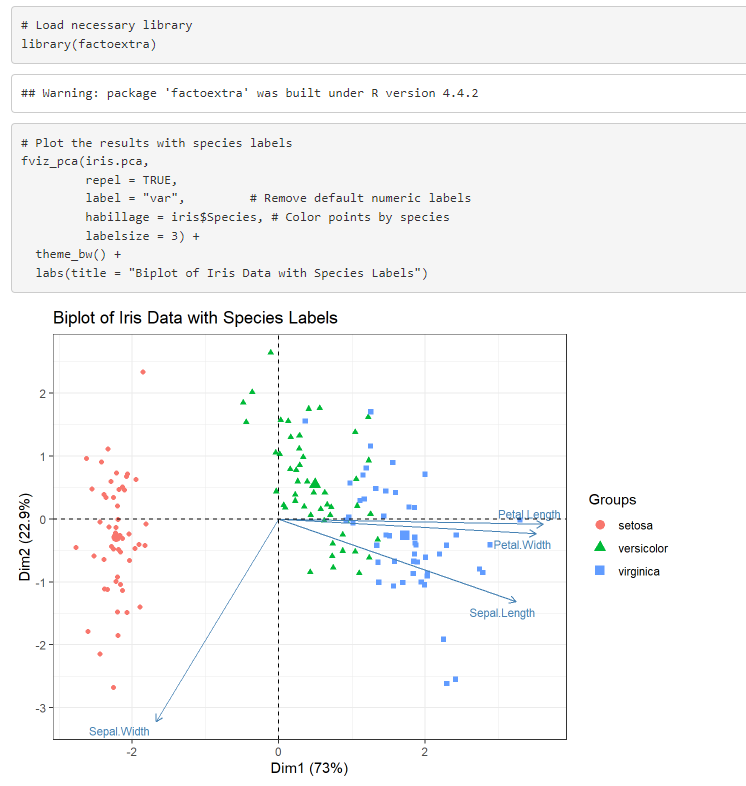 # Load necessary library
library(factoextra)
## Warning: package 'factoextra' was built under R version 4.4.2
# Plot the results with species labels
fviz_pca(iris.pca,
         repel = TRUE,
         label = "var",          # Remove default numeric labels
         habillage = iris$Species, # Color points by species
         labelsize = 3) +
  theme_bw() +
  labs(title = "Biplot of Iris Data with Species Labels")
Biplot of Iris Data with Species Labels
2
1
0
-1
-2
-3
Dim2 (22.9%)
Petal.Length
Petal.Width
Sepal.Length
Sepal.Width
-2
0
2
Dim1 (73%)
Groups
setosa
versicolor
virginica